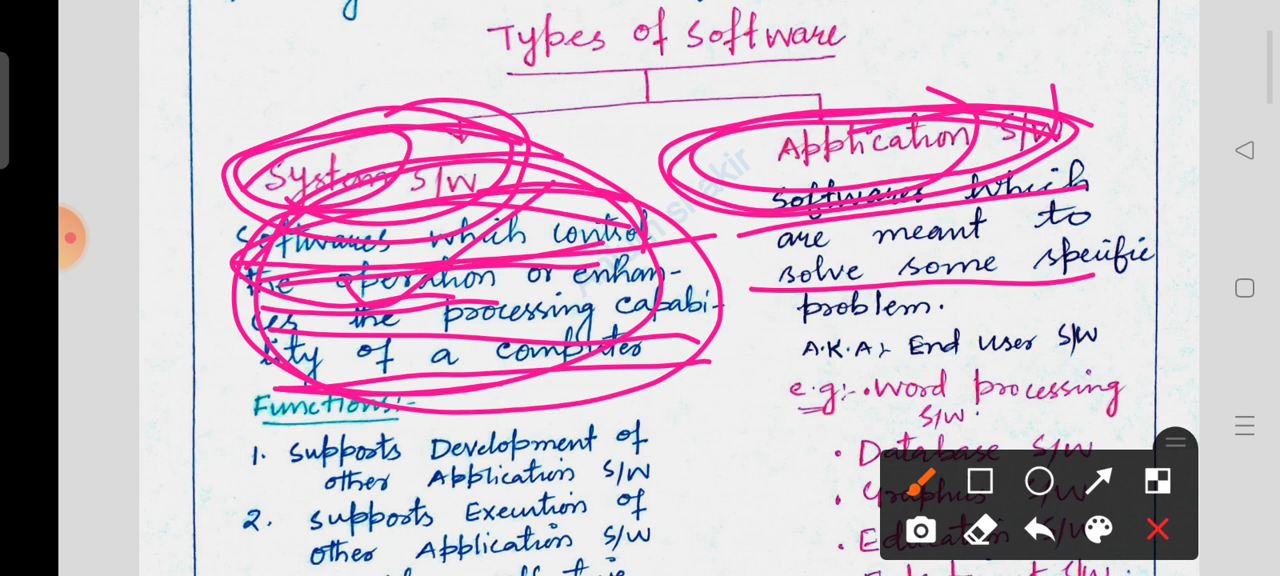 Types of Software
System S/W
Softwares which control
the operation or enhan-
ces the processing capabi-
lity of a computer
Functions:-
1. Supports Development of
other Application S/W
2. Supports Execution of
other Application S/W
Application S/W
Softwares which
are meant to
solve some specific
problem.
A.K.A:- End User S/W
e.g:- • Word processing
S/W.
• Database S/W
• Graphics S/W
• Education S/W